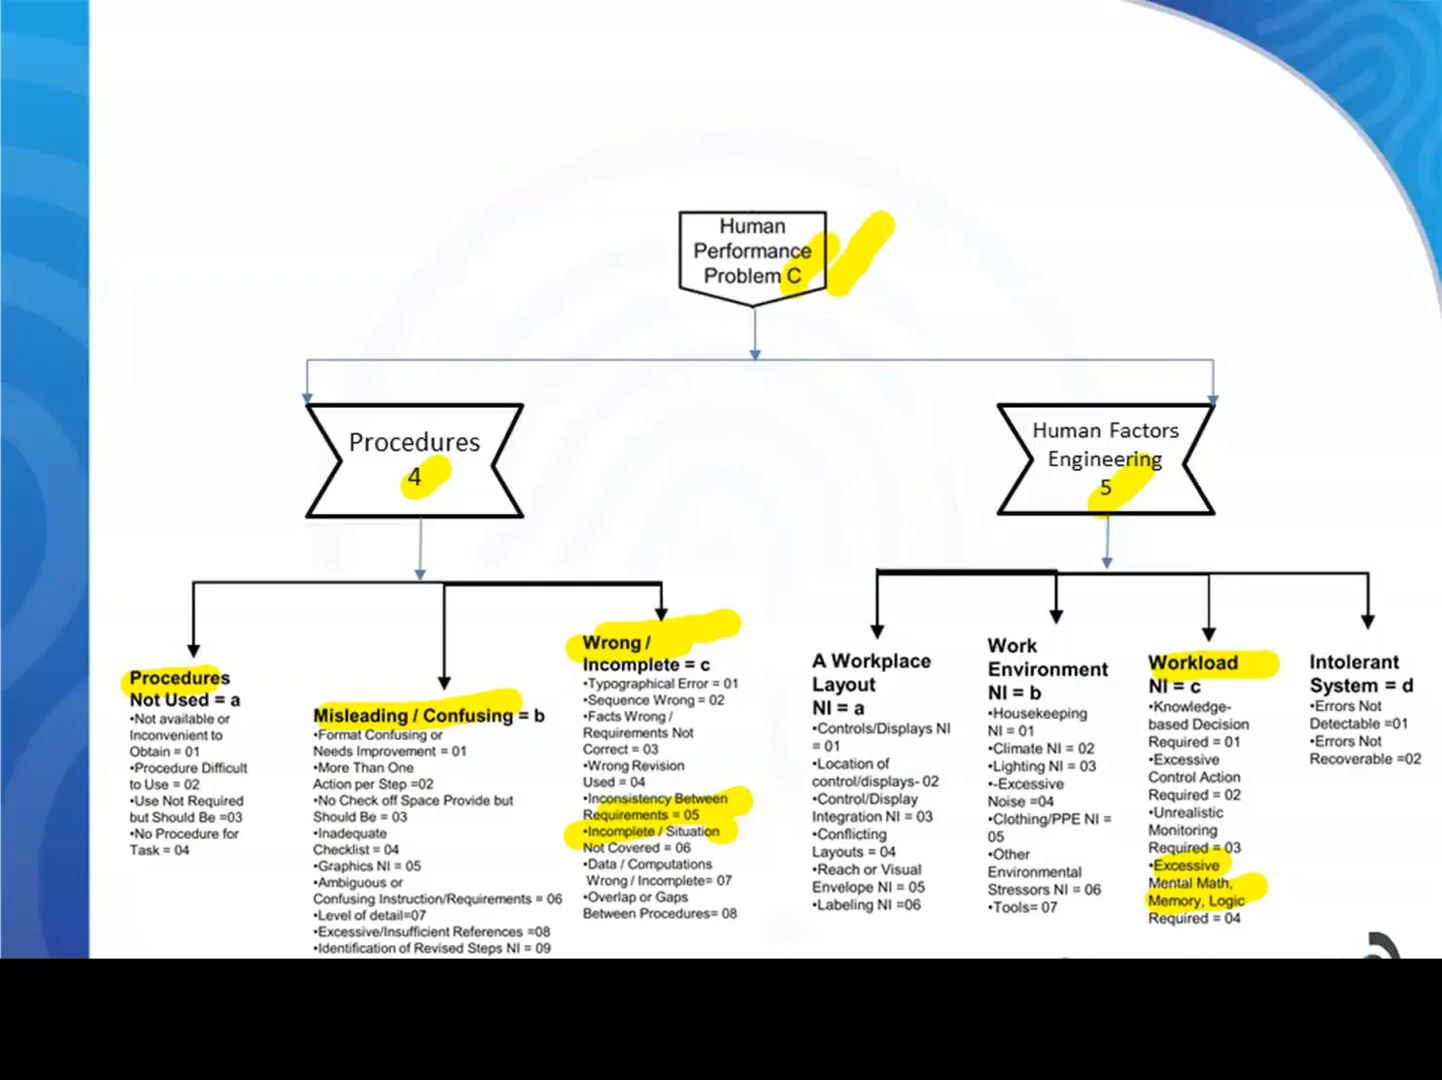 Human
Performance
Problem C
Procedures
4
Human Factors
Engineering
5
Procedures
Not Used = a
•Not available or
Inconvenient to
Obtain = 01
•Procedure Difficult
to Use = 02
•Use Not Required
but Should Be =03
•No Procedure for
Task = 04
Misleading / Confusing = b
•Format Confusing or
Needs Improvement = 01
•More Than One
Action per Step =02
•No Check off Space Provide but
Should Be = 03
•Inadequate
Checklist = 04
•Graphics NI = 05
•Ambiguous or
Confusing Instruction/Requirements = 06
•Level of detail=07
•Excessive/Insufficient References =08
•Identification of Revised Steps NI = 09
Wrong /
Incomplete = c
•Typographical Error = 01
•Sequence Wrong = 02
•Facts Wrong /
Requirements Not
Correct = 03
•Wrong Revision
Used = 04
•Inconsistency Between
Requirements = 05
•Incomplete / Situation
Not Covered = 06
•Data / Computations
Wrong / Incomplete= 07
•Overlap or Gaps
Between Procedures= 08
A Workplace
Layout
NI = a
•Controls/Displays NI
= 01
•Location of
control/displays- 02
•Control/Display
Integration NI = 03
•Conflicting
Layouts = 04
•Reach or Visual
Envelope NI = 05
•Labeling NI =06
Work
Environment
NI = b
•Housekeeping
NI = 01
•Climate NI = 02
•Lighting NI = 03
•-Excessive
Noise =04
•Clothing/PPE NI =
05
•Other
Environmental
Stressors NI = 06
•Tools= 07
Workload
NI = c
•Knowledge-
based Decision
Required = 01
•Excessive
Control Action
Required = 02
•Unrealistic
Monitoring
Required = 03
•Excessive
Mental Math,
Memory, Logic
Required = 04
Intolerant
System = d
•Errors Not
Detectable =01
•Errors Not
Recoverable =02